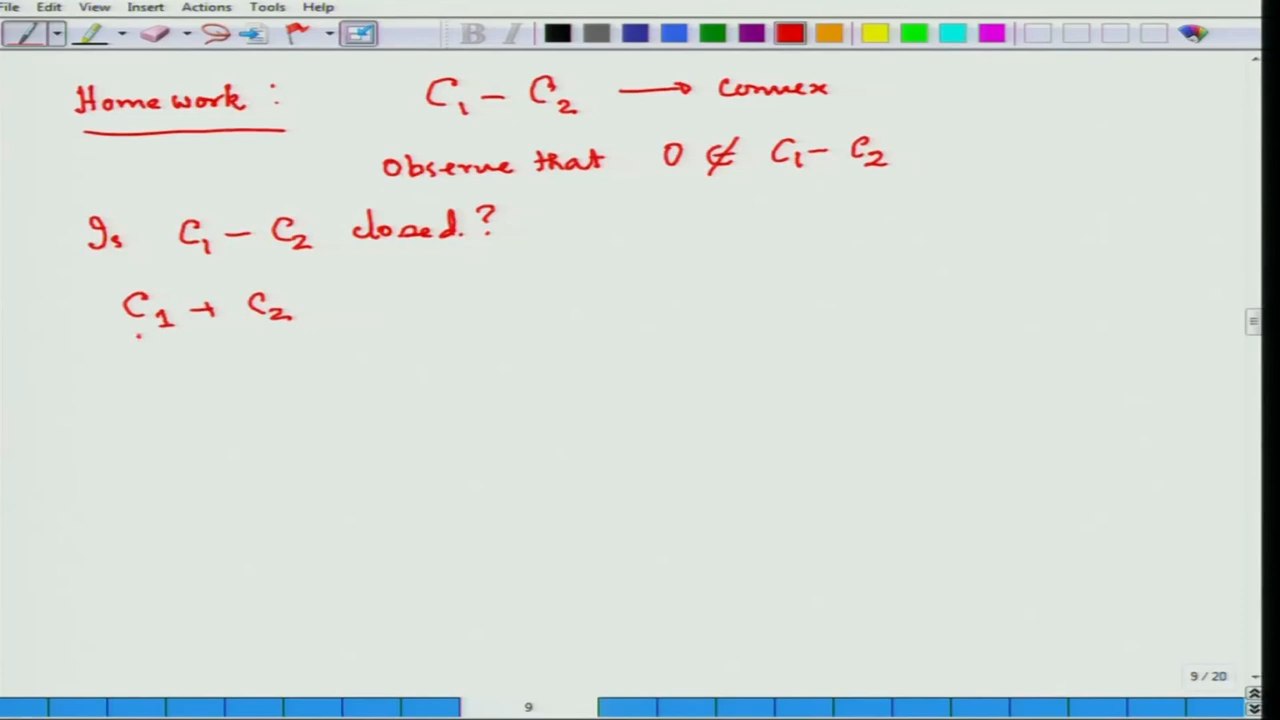 File Edit View Insert Actions Tools Help
B I
Homework : C₁ - C₂ → convex
Observe that 0 ∉ C₁ - C₂
Is C₁ - C₂ closed. ?
C₁ + C₂
9 / 20
9